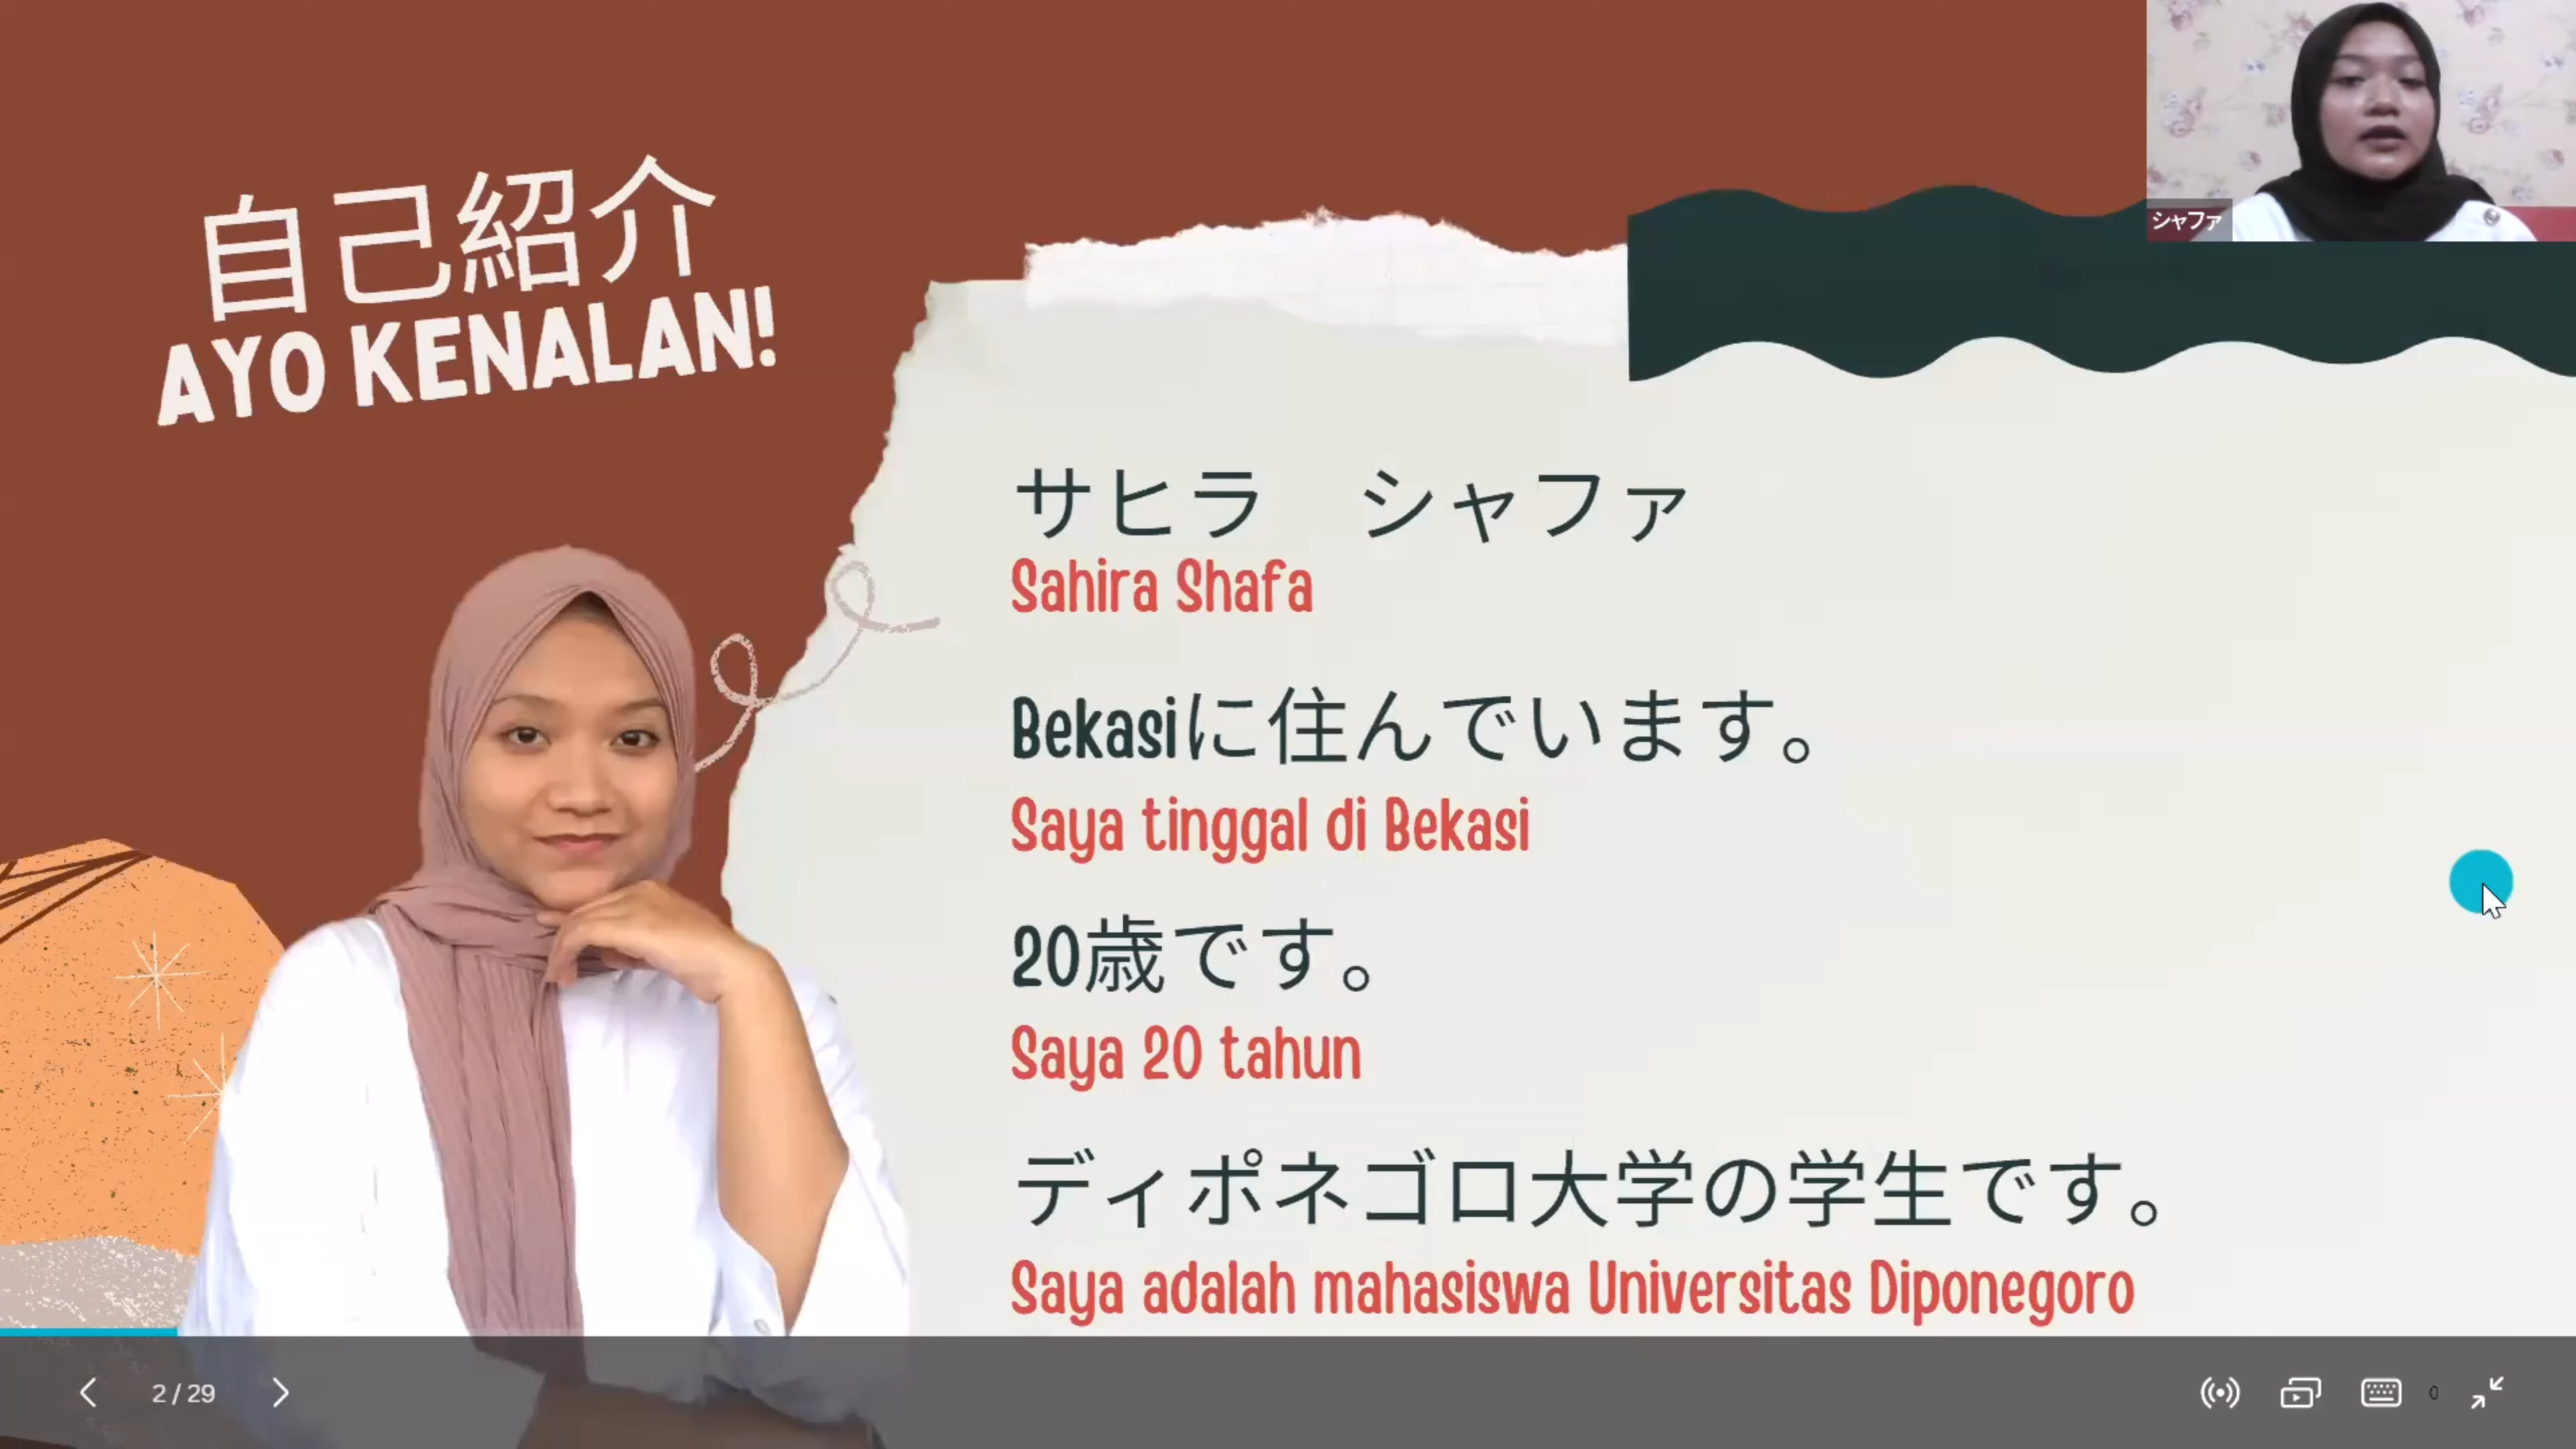 自己紹介
AYO KENALAN!
シャファ
サヒラ　シャファ
Sahira Shafa
Bekasiに住んでいます。
Saya tinggal di Bekasi
20歳です。
Saya 20 tahun
ディポネゴロ大学の学生です。
Saya adalah mahasiswa Universitas Diponegoro
2 / 29
0